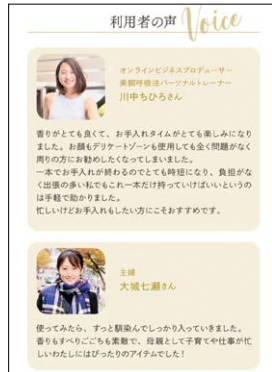 利用者の声 Voice
オンラインビジネスプロデューサー
美脚呼吸法パーソナルトレーナー
川中ちひろさん
香りがとても良くて、お手入れタイムがとても楽しみになり
ました。お顔もデリケートゾーンも使用しても全く問題がなく
周りの方にお勧めしたくなってしまいました。
一本でお手入れが終わるのでとても時短になり、負担がな
く出張の多い私でもこれ一本だけ持っていけばいいというの
は手軽で助かりました。
忙しいけどお手入れもしたい方にこそおすすめです。
主婦
大城七瀬さん
使ってみたら、すっと馴染んでしっかり入っていきました。
香りもすべりごこちも素敵で、母親として子育てや仕事が忙
しいわたしにはぴったりのアイテムでした！